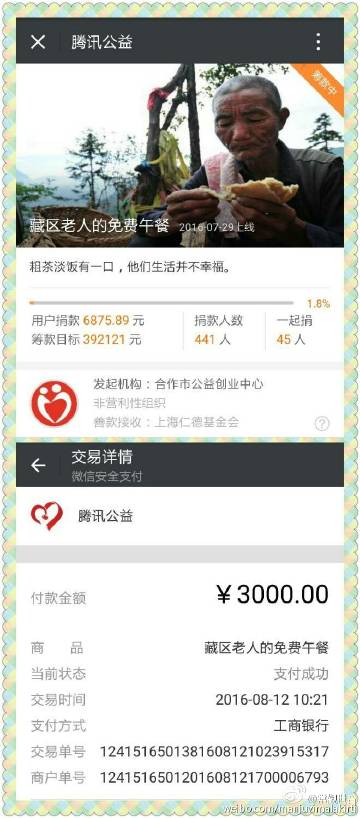 腾讯公益
筹款中
藏区老人的免费午餐 2016-07-29上线
粗茶淡饭有一口，他们生活并不幸福。
1.8%
用户捐款 6875.89 元 捐款人数 一起捐
筹款目标 392121 元 441 人 45 人
发起机构：合作市公益创业中心
非营利性组织
善款接收：上海仁德基金会 ?
交易详情
微信安全支付
腾讯公益
付款金额 ￥3000.00
商 品 藏区老人的免费午餐
当前状态 支付成功
交易时间 2016-08-12 10:21
支付方式 工商银行
交易单号 1241516501381608121023915317
商户单号 1241516501201608121700006793
weibo.com/manjuvimalakirti